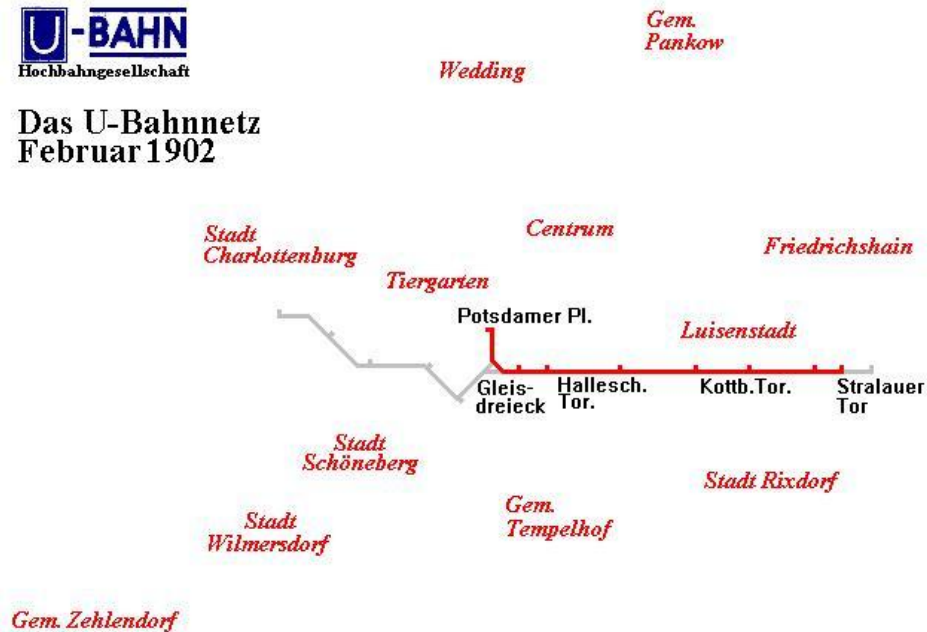 U-BAHN
Hochbahngesellschaft
Das U-Bahnnetz
Februar 1902
Gem.
Pankow
Wedding
Stadt
Charlottenburg
Centrum
Friedrichshain
Tiergarten
Potsdamer Pl.
Luisenstadt
Gleis-
dreieck
Hallesch.
Tor.
Kottb.Tor.
Stralauer
Tor
Stadt
Schöneberg
Stadt Rixdorf
Gem.
Tempelhof
Stadt
Wilmersdorf
Gem. Zehlendorf